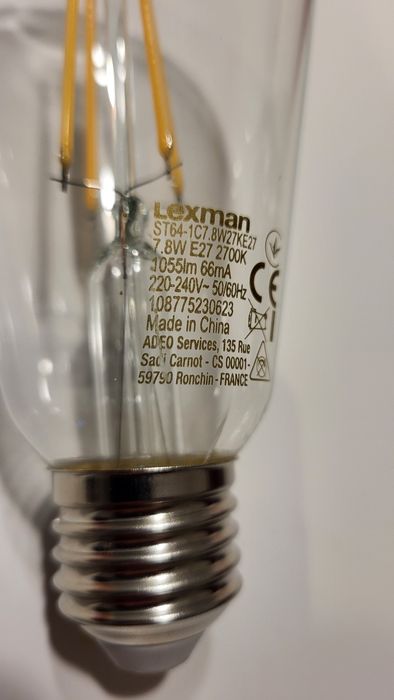 Lexman
ST64-1C7.8W27KE27
7.8W E27 2700K
1055lm 66mA
220-240V~ 50/60Hz
108775230623
Made in China
ADEO Services, 135 Rue
Sadi Carnot - CS 00001-
59790 Ronchin - FRANCE
CE